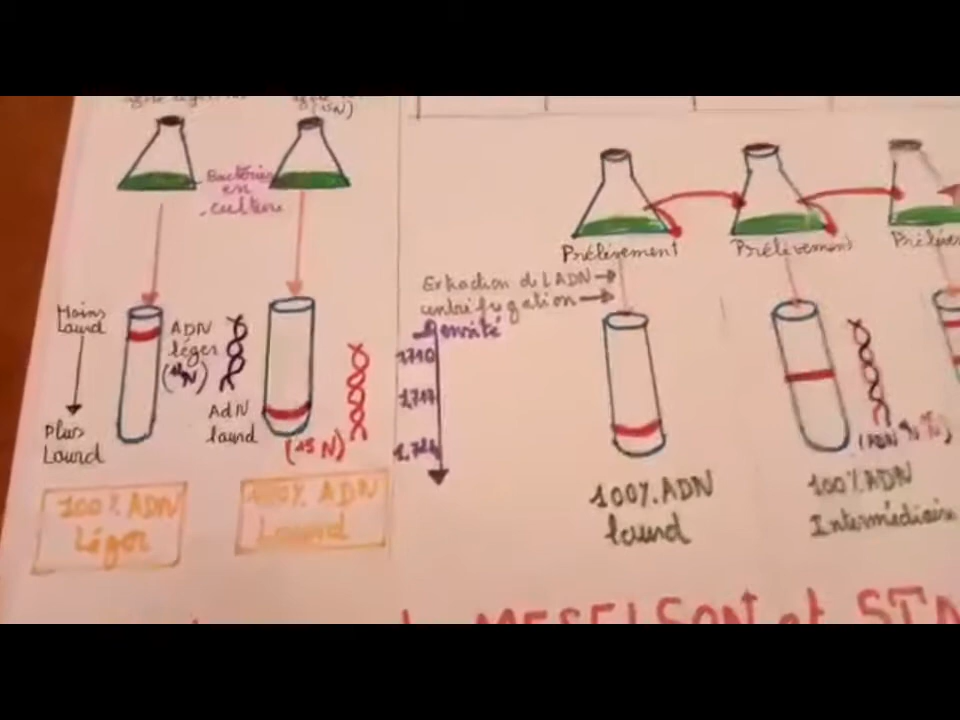 (15N)
Bactéries
en
culture
Prélèvement
Prélèvement
Extraction de l ADN
centrifugation
Moins
Lourd
ADN
léger
(14N)
Densité
1,710
1,717
1,724
AdN
lourd
(15 N)
Plus
Lourd
100% ADN
Léger
100% ADN
Lourd
100% ADN
lourd
100% ADN
Intermédiaire
MESELSON et STA